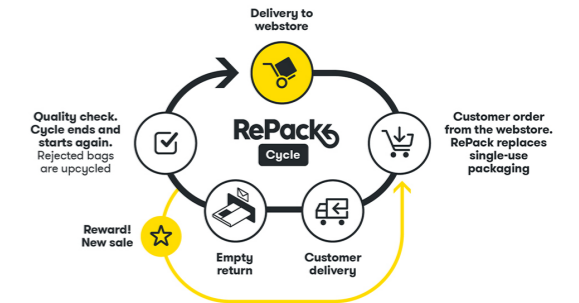 Delivery to
webstore
Quality check.
Cycle ends and
starts again.
Rejected bags
are upcycled
RePack
Cycle
Customer order
from the webstore.
RePack replaces
single-use
packaging
Reward!
New sale
Empty
return
Customer
delivery